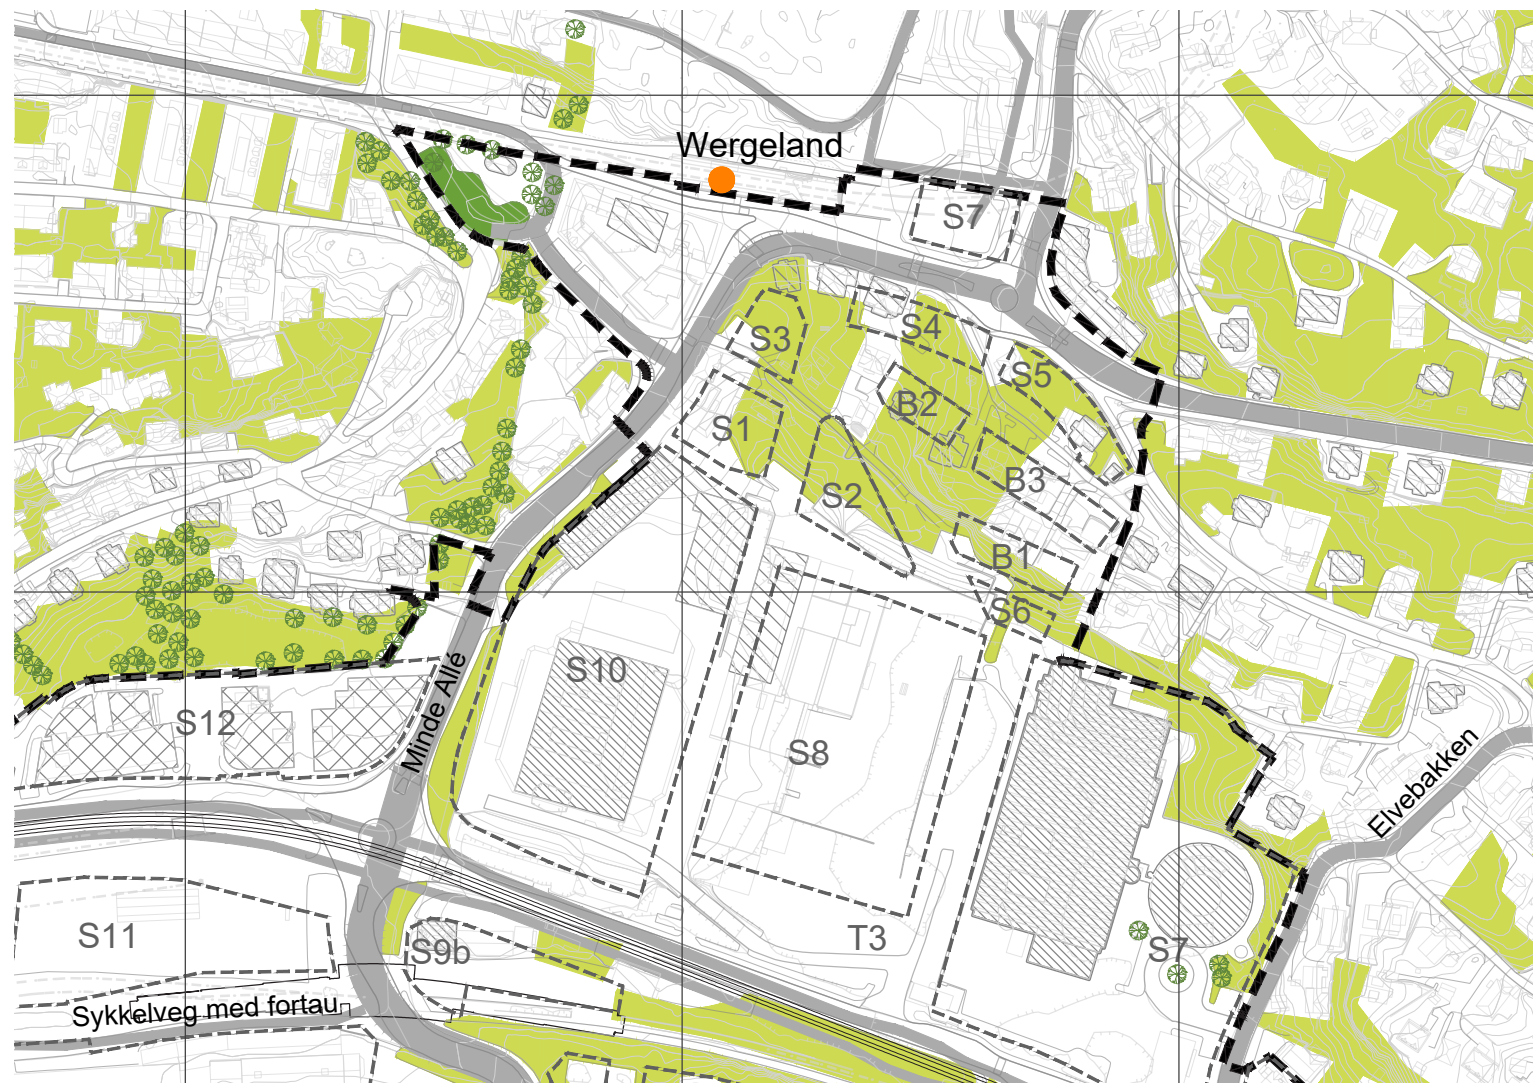 Wergeland
S7
S3
S4
S5
B2
S1
B3
S2
B1
S6
S10
S12
Minde Allé
S8
Elvebakken
S11
S9b
T3
S7
Sykkelveg med fortau